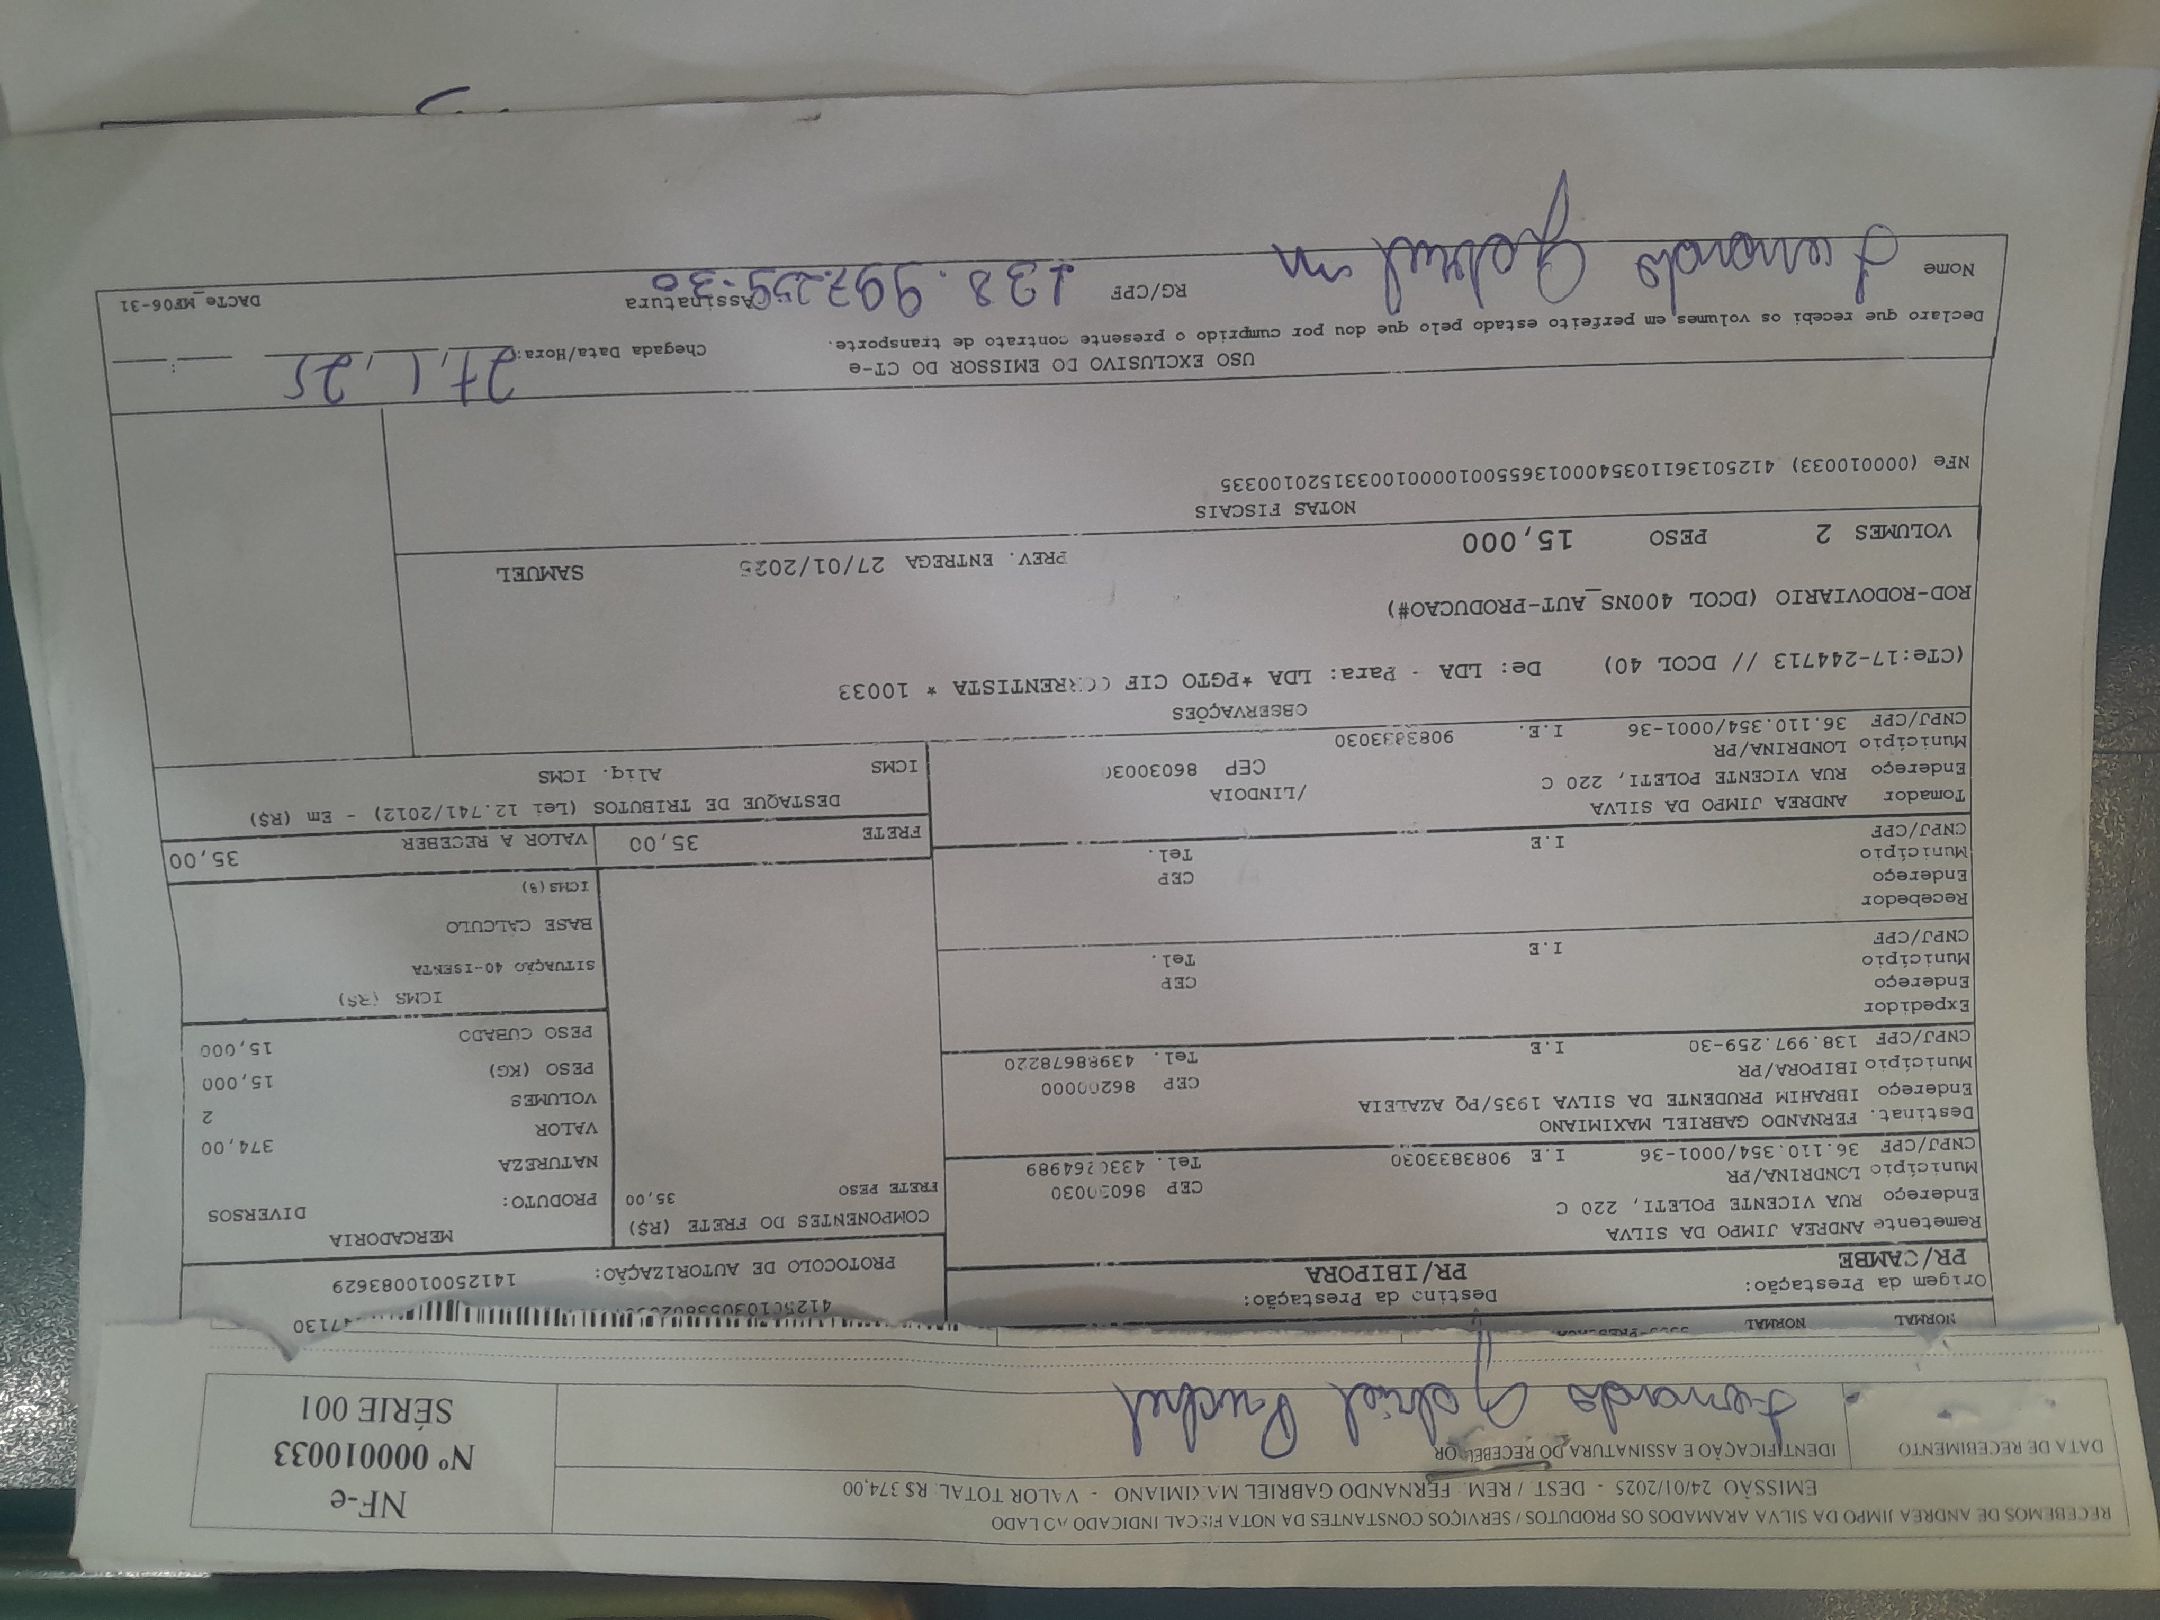 RECEBEMOS DE ANDREA JIMPO DA SILVA ARAMADOS OS PRODUTOS / SERVIÇOS CONSTANTES DA NOTA FISCAL INDICADO AO LADO
EMISSÃO 24/01/2025 - DEST / REM: FERNANDO GABRIEL MAXIMIANO - VALOR TOTAL: R$ 374,00
DATA DE RECEBIMENTO
IDENTIFICAÇÃO E ASSINATURA DO RECEBEDOR
Fernando Gabriel
NF-e
Nº 000010033
SÉRIE 001
NORMAL NORMAL
47130
Origem da Prestação:
PR/CAMBE
Destino da Prestação:
PR/IBIPORA
PROTOCOLO DE AUTORIZAÇÃO: 141250010083629
Remetente ANDREA JIMPO DA SILVA
Endereço RUA VICENTE POLETI, 220 C
Município LONDRINA/PR CEP 86030030
CNPJ/CPF 36.110.354/0001-36 I.E 9083833030 Tel.
Destinat. FERNANDO GABRIEL MAXIMIANO
Endereço IBRAHIM PRUDENTE DA SILVA 1935/PQ AZALEIA
Município IBIPORA/PR CEP 86200000
CNPJ/CPF 138.997.259-30 I.E Tel. 43988678220
Expedidor
Endereço
Município CEP
CNPJ/CPF I.E Tel.
Recebedor
Endereço
Município CEP
CNPJ/CPF I.E Tel.
Tomador ANDREA JIMPO DA SILVA
Endereço RUA VICENTE POLETI, 220 C /LINDOIA
Município LONDRINA/PR CEP 86030030
CNPJ/CPF 36.110.354/0001-36 I.E. 9083833030
COMPONENTES DO FRETE (R$)
FRETE PESO 35,00
MERCADORIA
PRODUTO: DIVERSOS
NATUREZA
VALOR 374,00
VOLUMES 2
PESO (KG) 15,000
PESO CUBADO 15,000
ICMS (R$)
SITUAÇÃO 40-ISENTA
BASE CALCULO
ICMS(%)
FRETE 35,00 VALOR A RECEBER 35,00
DESTAQUE DE TRIBUTOS (Lei 12.741/2012) - Em (R$)
ICMS Aliq. ICMS
OBSERVAÇÕES
(CTe:17-244713 // DCOL 40) De: LDA - Para: LDA *PGTO CIF CORRENTISTA * 10033
ROD-RODOVIARIO (DCOL 400NS_AUT-PRODUCAO#)
VOLUMES 2 PESO 15,000 PREV. ENTREGA 27/01/2025 SAMUEL
NOTAS FISCAIS
NFe (000010033) 41250136110354000136550010000100331520100335
USO EXCLUSIVO DO EMISSOR DO CT-e
Declaro que recebi os volumes em perfeito estado pelo que dou por cumprido o presente contrato de transporte. Chegada Data/Hora: 27, 1, 25 :
Nome Fernando Gabriel m RG/CPF 138.997.259-30 Assinatura DACTe_MF06-31